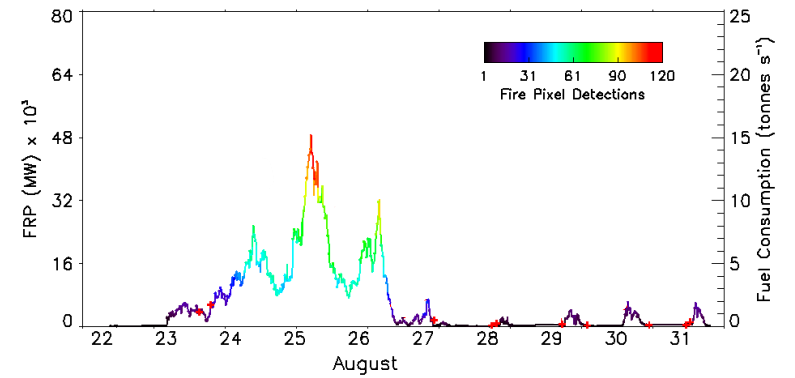 80
64
48
32
16
0
FRP (MW) x 10³
25
20
15
10
5
0
Fuel Consumption (tonnes s⁻¹)
1 31 61 90 120
Fire Pixel Detections
22 23 24 25 26 27 28 29 30 31
August